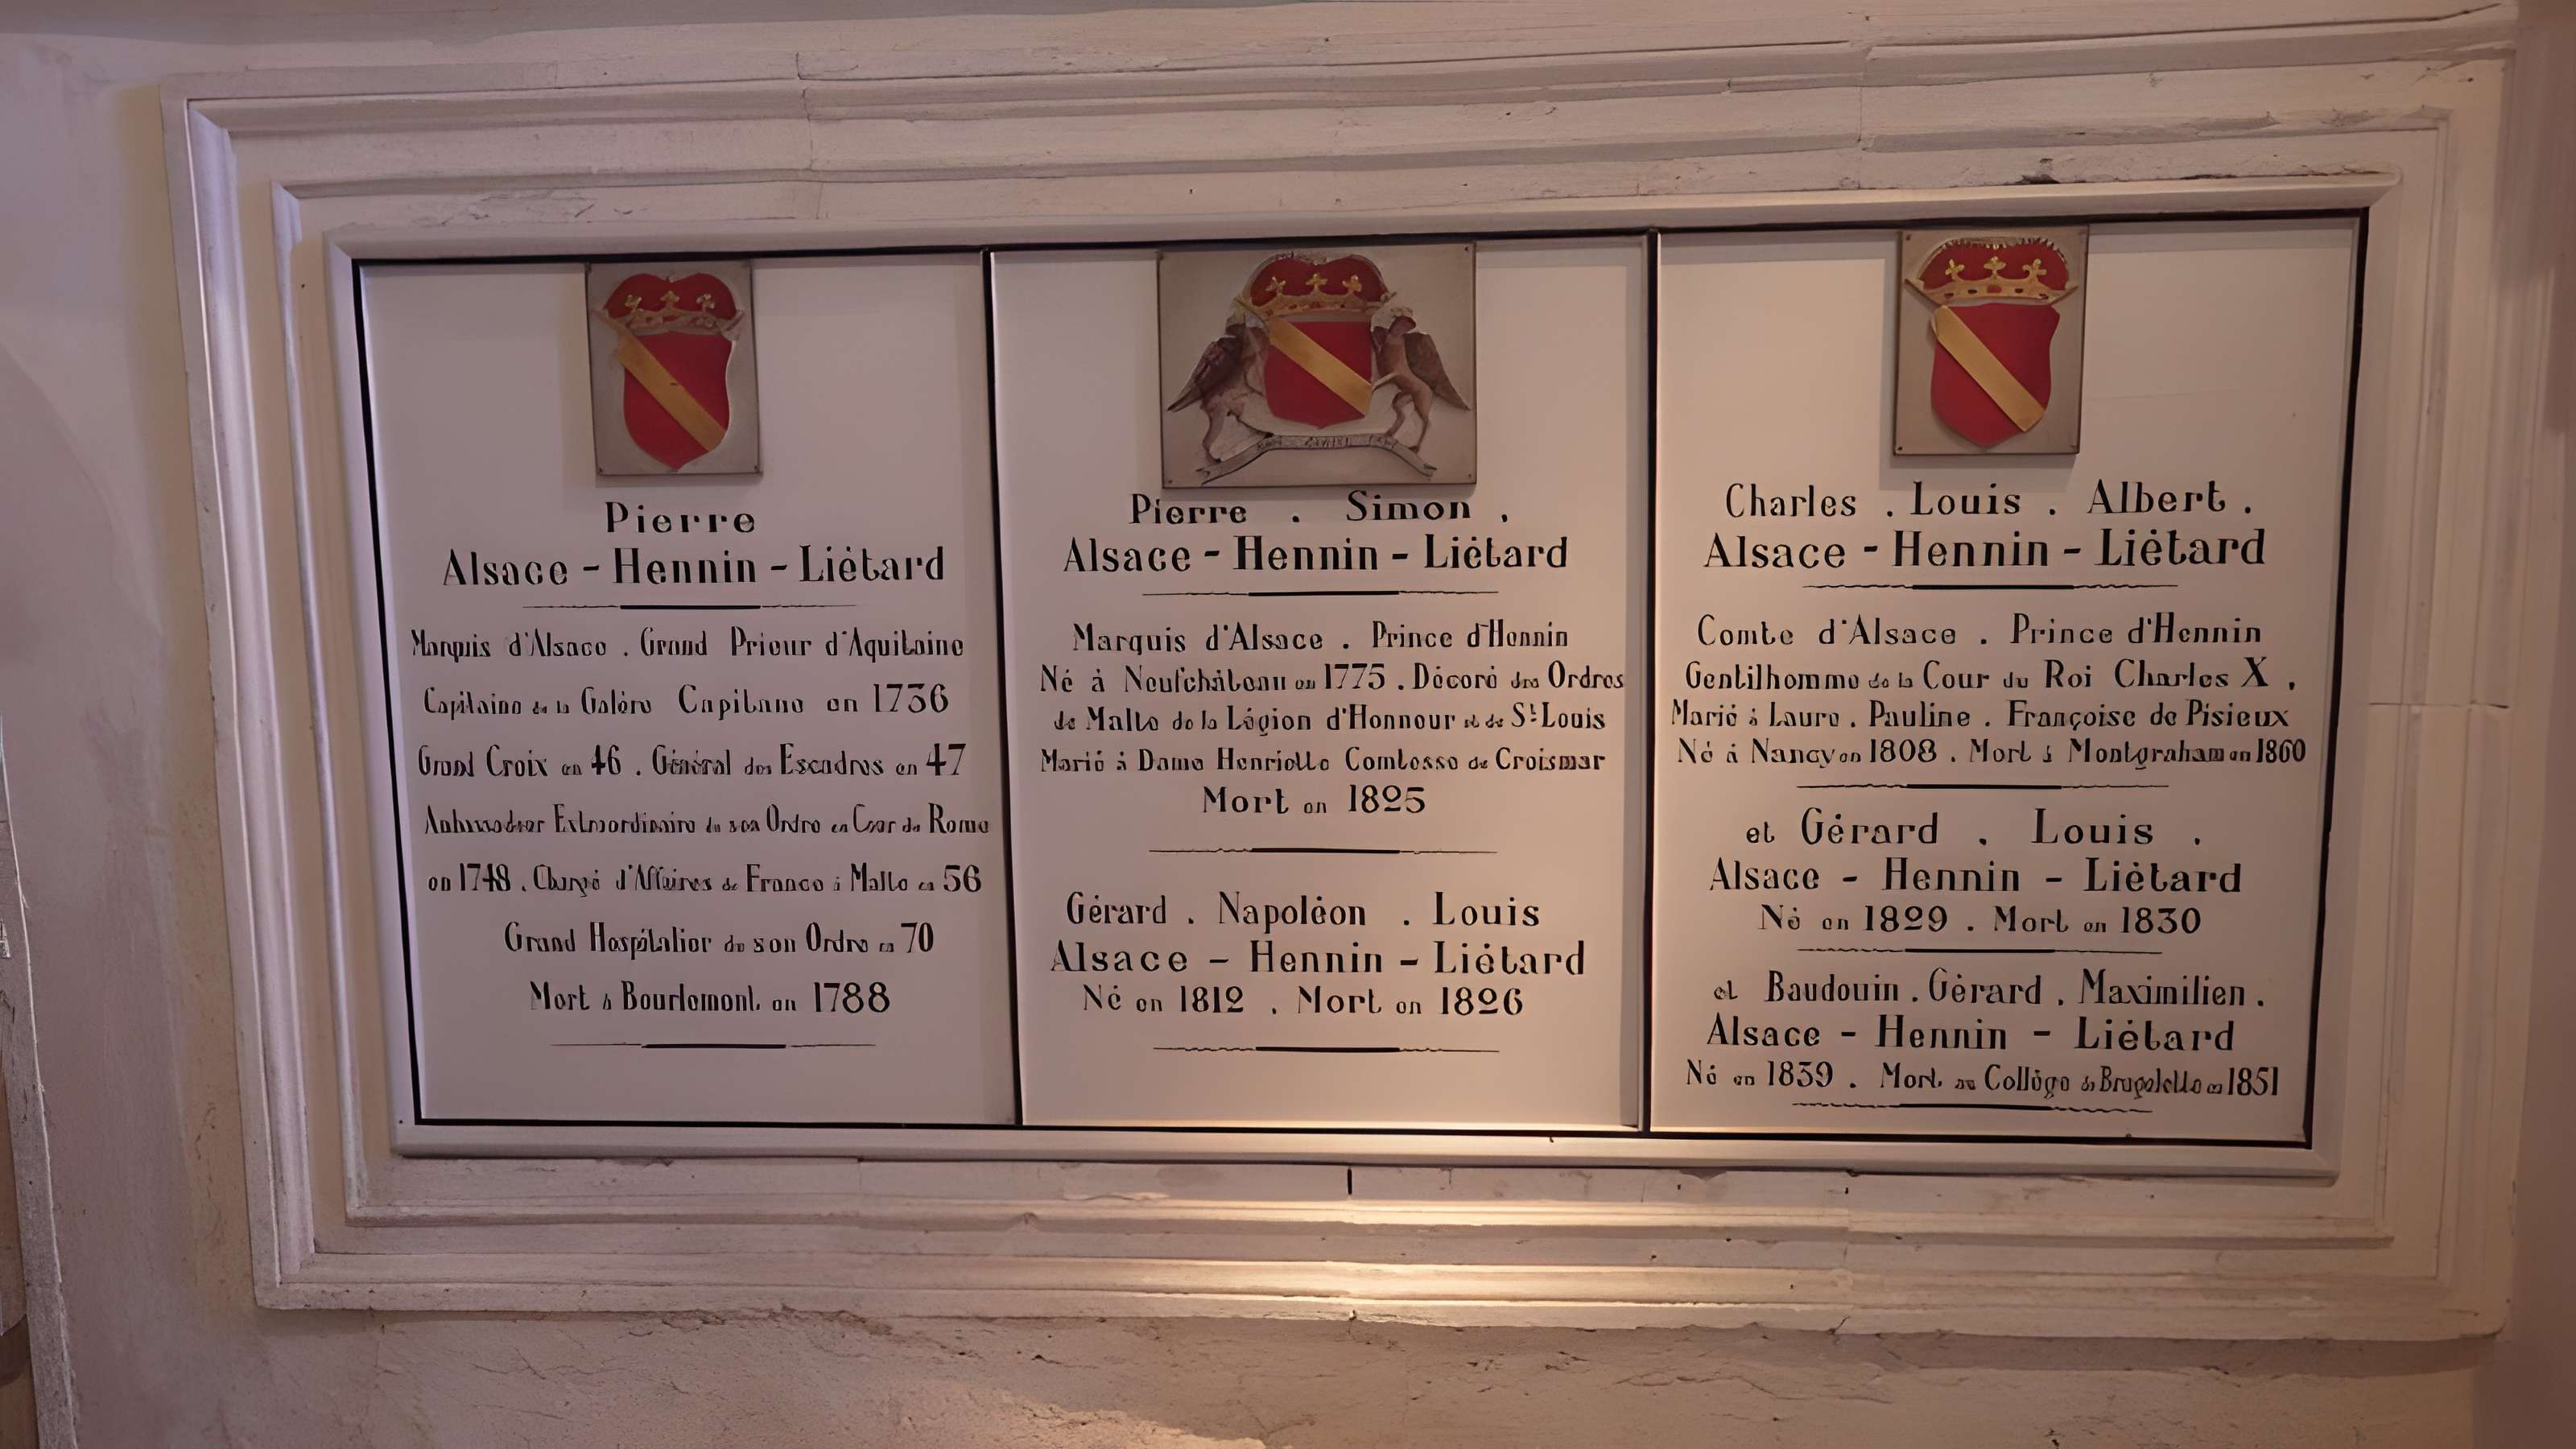 Pierre
Alsace - Hennin - Liétard
Marquis d'Alsace . Grand Prieur d'Aquitaine
Capitaine de la Galère Capitane en 1736
Grand Croix en 46 . Général des Escadres en 47
Ambassadeur Extraordinaire de son Ordre en Cour de Rome
en 1748 . Chargé d'Affaires de France à Malte en 56
Grand Hospitalier de son Ordre en 70
Mort à Bourlemont en 1788
Pierre . Simon .
Alsace - Hennin - Liétard
Marquis d'Alsace . Prince d'Hennin
Né à Neufchâteau en 1775 . Décoré des Ordres
de Malte de la Légion d'Honneur et de St Louis
Marié à Dame Henriette Comtesse de Croismar
Mort en 1825
Gérard . Napoléon . Louis
Alsace - Hennin - Liétard
Né en 1812 . Mort en 1826
Charles . Louis . Albert .
Alsace - Hennin - Liétard
Comte d'Alsace . Prince d'Hennin
Gentilhomme de la Cour du Roi Charles X .
Marié à Laure . Pauline . Françoise de Pisieux
Né à Nancy en 1808 . Mort à Montgraham en 1860
et Gérard . Louis .
Alsace - Hennin - Liétard
Né en 1829 . Mort en 1830
et Baudouin . Gérard . Maximilien .
Alsace - Hennin - Liétard
Né en 1839 . Mort au Collège de Brugelette en 1851